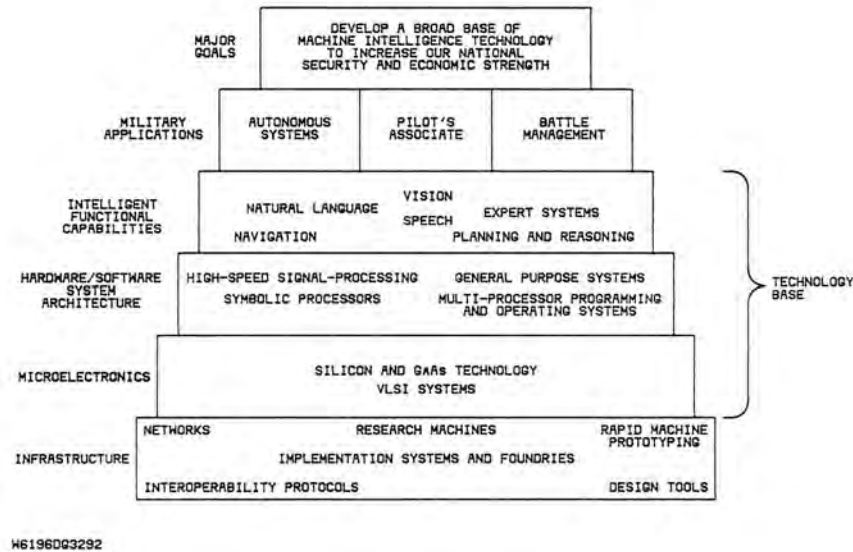 MAJOR
GOALS
DEVELOP A BROAD BASE OF
MACHINE INTELLIGENCE TECHNOLOGY
TO INCREASE OUR NATIONAL
SECURITY AND ECONOMIC STRENGTH
MILITARY
APPLICATIONS
AUTONOMOUS
SYSTEMS
PILOT'S
ASSOCIATE
BATTLE
MANAGEMENT
INTELLIGENT
FUNCTIONAL
CAPABILITIES
NATURAL LANGUAGE
VISION
SPEECH
EXPERT SYSTEMS
NAVIGATION
PLANNING AND REASONING
HARDWARE/SOFTWARE
SYSTEM
ARCHITECTURE
HIGH-SPEED SIGNAL-PROCESSING
GENERAL PURPOSE SYSTEMS
SYMBOLIC PROCESSORS
MULTI-PROCESSOR PROGRAMMING
AND OPERATING SYSTEMS
TECHNOLOGY
BASE
MICROELECTRONICS
SILICON AND GAAs TECHNOLOGY
VLSI SYSTEMS
INFRASTRUCTURE
NETWORKS
RESEARCH MACHINES
RAPID MACHINE
PROTOTYPING
IMPLEMENTATION SYSTEMS AND FOUNDRIES
INTEROPERABILITY PROTOCOLS
DESIGN TOOLS
W6196DG3292